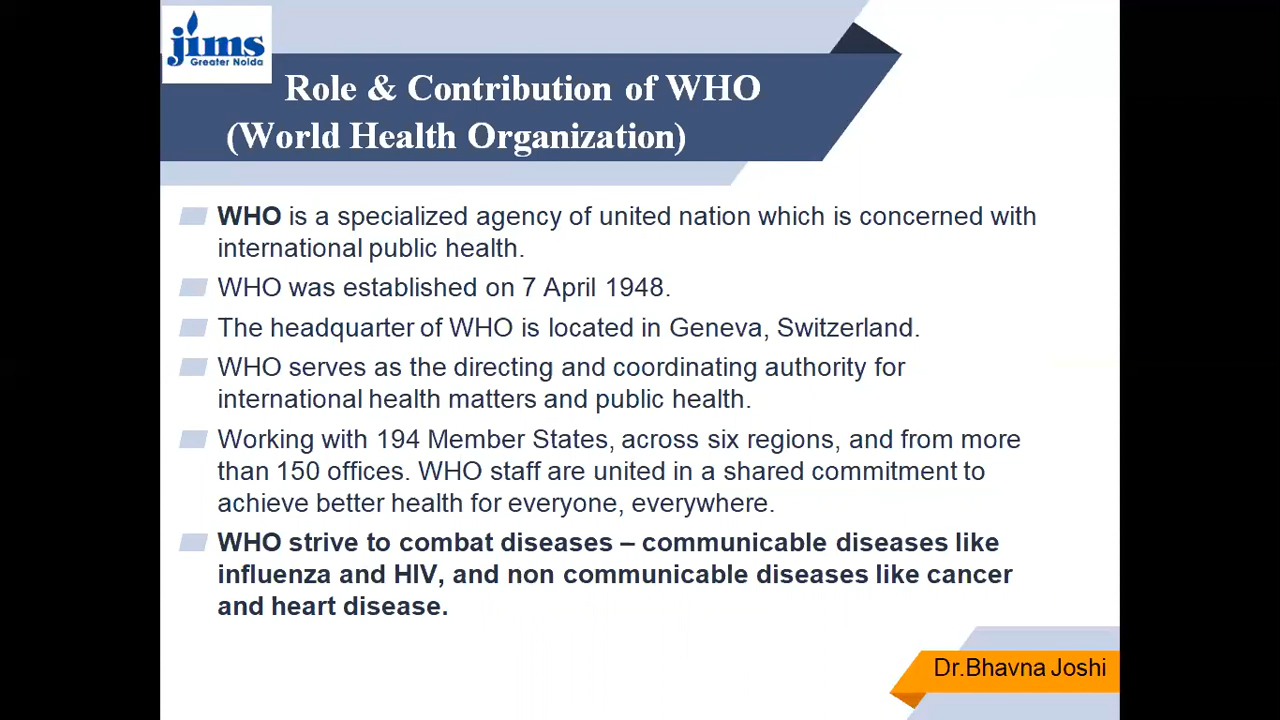 jims
Greater Noida
Role & Contribution of WHO
(World Health Organization)
WHO is a specialized agency of united nation which is concerned with
international public health.
WHO was established on 7 April 1948.
The headquarter of WHO is located in Geneva, Switzerland.
WHO serves as the directing and coordinating authority for
international health matters and public health.
Working with 194 Member States, across six regions, and from more
than 150 offices. WHO staff are united in a shared commitment to
achieve better health for everyone, everywhere.
WHO strive to combat diseases – communicable diseases like
influenza and HIV, and non communicable diseases like cancer
and heart disease.
Dr.Bhavna Joshi